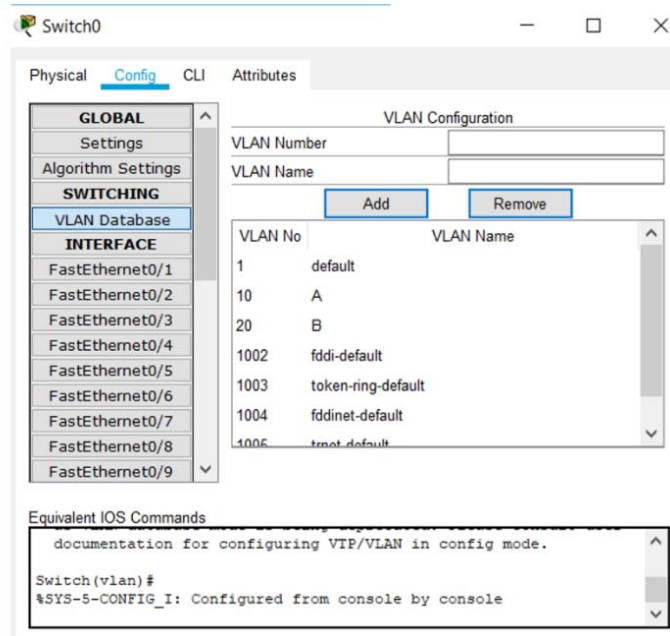 Switch0
Physical Config CLI Attributes
GLOBAL
Settings
Algorithm Settings
SWITCHING
VLAN Database
INTERFACE
FastEthernet0/1
FastEthernet0/2
FastEthernet0/3
FastEthernet0/4
FastEthernet0/5
FastEthernet0/6
FastEthernet0/7
FastEthernet0/8
FastEthernet0/9
VLAN Configuration
VLAN Number
VLAN Name
Add Remove
VLAN No VLAN Name
1 default
10 A
20 B
1002 fddi-default
1003 token-ring-default
1004 fddinet-default
1005 trnet-default
Equivalent IOS Commands
documentation for configuring VTP/VLAN in config mode.
Switch(vlan)#
%SYS-5-CONFIG_I: Configured from console by console